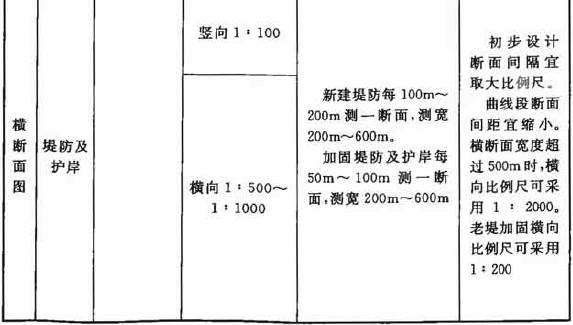 横
断
面
图
堤防及
护岸
竖向 1∶100
横向 1∶500～
1∶1000
新建堤防每 100m～
200m 测一断面,测宽
200m～600m。
加固堤防及护岸每
50m～100m 测一断
面,测宽 200m～600m
初步设计
断面间隔宜
取大比例尺。
曲线段断面
间距宜缩小。
横断面宽度超
过 500m 时,横
向比例尺可采
用 1∶2000。
老堤加固横向
比例尺可采用
1∶200